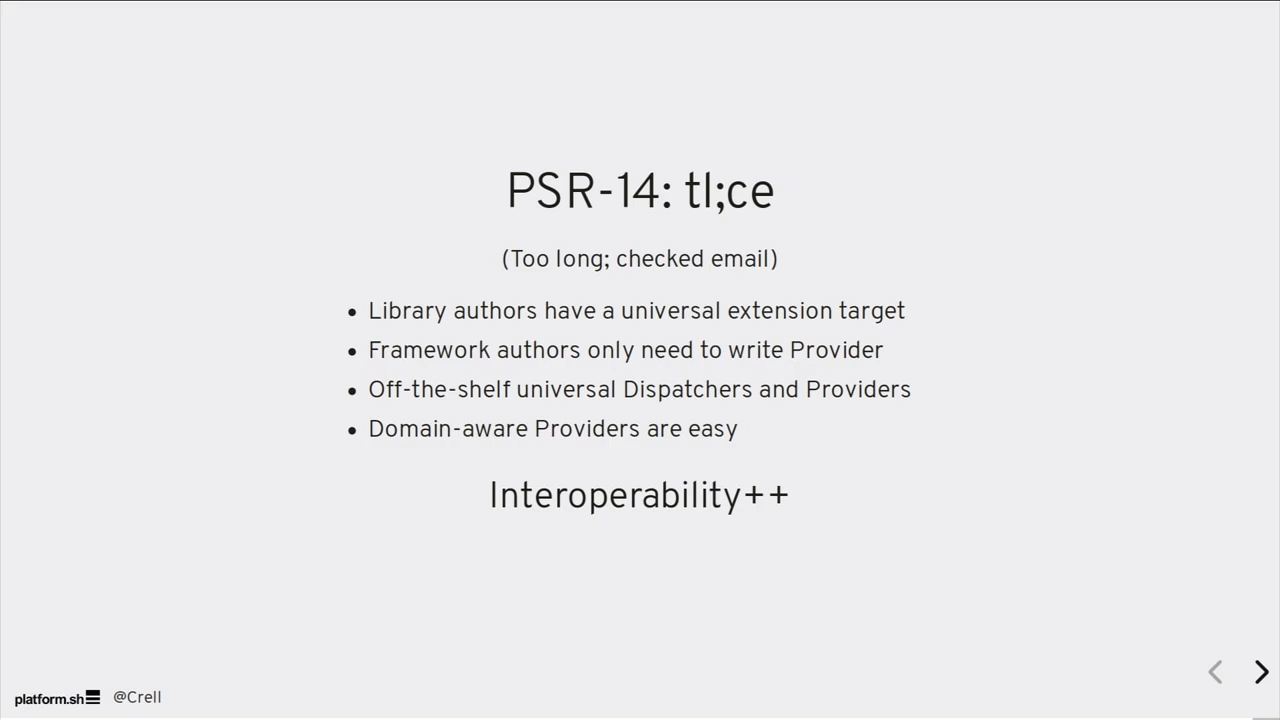 PSR-14: tl;ce
(Too long; checked email)
• Library authors have a universal extension target
• Framework authors only need to write Provider
• Off-the-shelf universal Dispatchers and Providers
• Domain-aware Providers are easy
Interoperability++
platform.sh @Crell